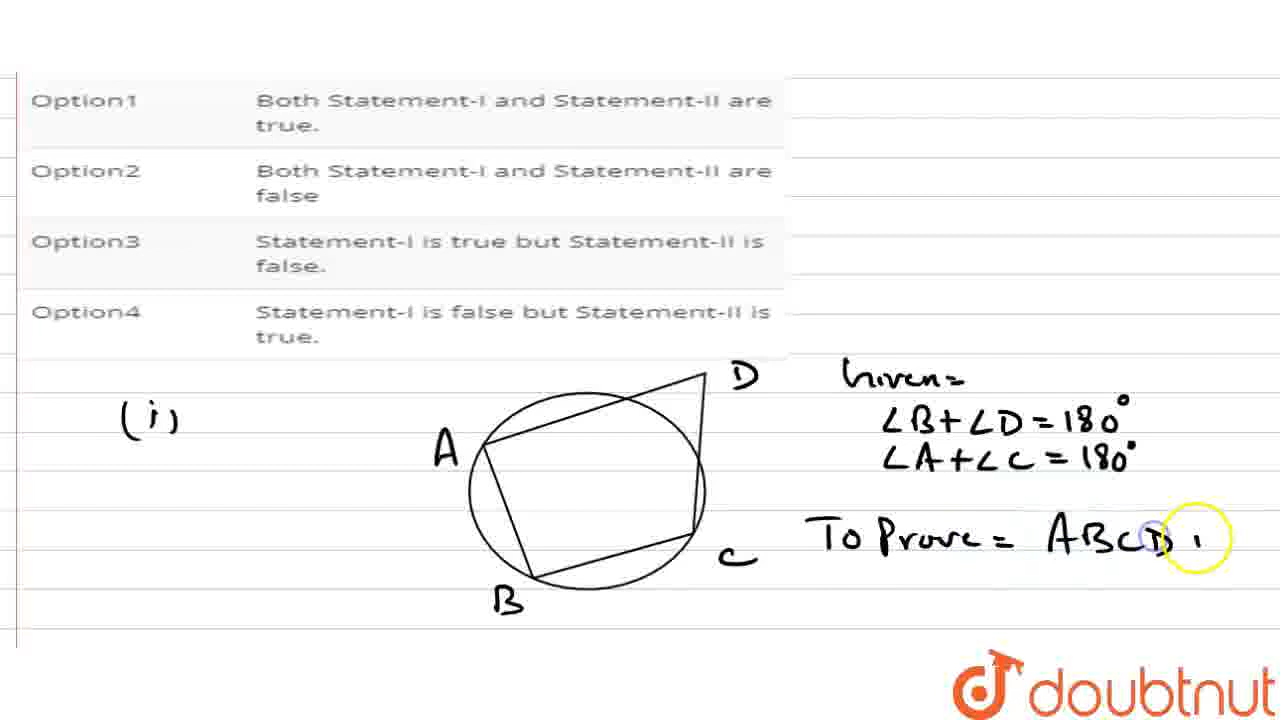 Option1 Both Statement-I and Statement-II are
true.
Option2 Both Statement-I and Statement-II are
false
Option3 Statement-I is true but Statement-II is
false.
Option4 Statement-I is false but Statement-II is
true.
(i)
D
A
B
C
Given=
∠B+∠D=180°
∠A+∠C=180°
To Prove= ABCD i
doubtnut